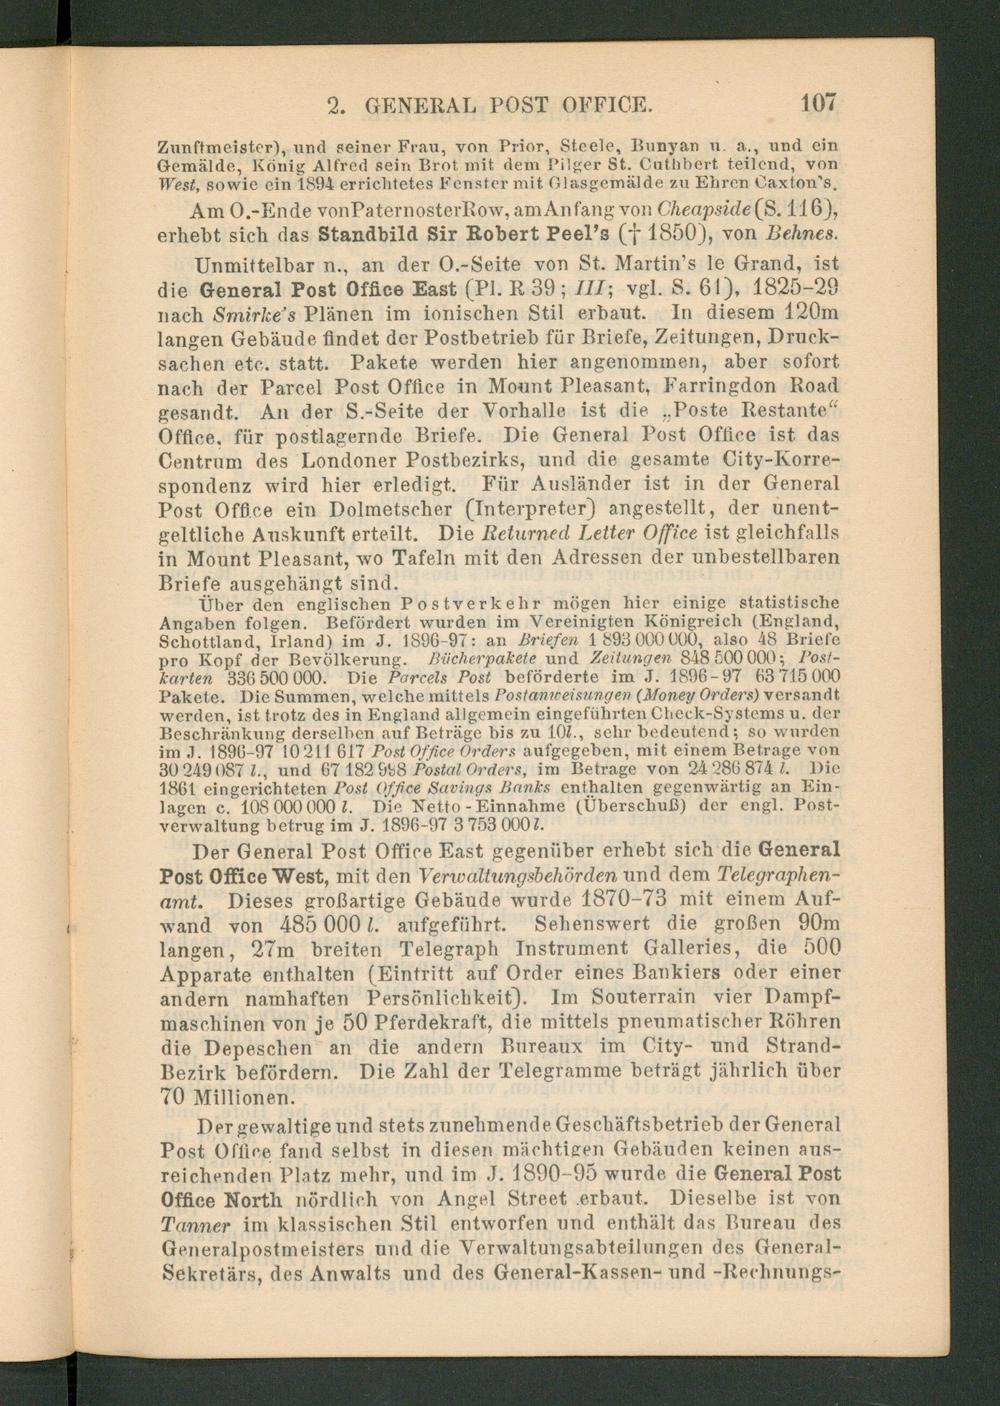 2. GENERAL POST OFFICE. 107
Zunftmeister), und seiner Frau, von Prior, Steele, Bunyan u. a., und ein
Gemälde, König Alfred sein Brot mit dem Pilger St. Cuthbert teilend, von
West, sowie ein 1894 errichtetes Fenster mit Glasgemälde zu Ehren Caxton's.
Am O.-Ende von Paternoster Row, am Anfang von Cheapside (S. 116),
erhebt sich das Standbild Sir Robert Peel's († 1850), von Behnes.
Unmittelbar n., an der O.-Seite von St. Martin's le Grand, ist
die General Post Office East (Pl. R 39; III; vgl. S. 61), 1825-29
nach Smirke's Plänen im ionischen Stil erbaut. In diesem 120m
langen Gebäude findet der Postbetrieb für Briefe, Zeitungen, Druck-
sachen etc. statt. Pakete werden hier angenommen, aber sofort
nach der Parcel Post Office in Mount Pleasant, Farringdon Road
gesandt. An der S.-Seite der Vorhalle ist die „Poste Restante“
Office, für postlagernde Briefe. Die General Post Office ist das
Centrum des Londoner Postbezirks, und die gesamte City-Korre-
spondenz wird hier erledigt. Für Ausländer ist in der General
Post Office ein Dolmetscher (Interpreter) angestellt, der unent-
geltliche Auskunft erteilt. Die Returned Letter Office ist gleichfalls
in Mount Pleasant, wo Tafeln mit den Adressen der unbestellbaren
Briefe ausgehängt sind.
Über den englischen Postverkehr mögen hier einige statistische
Angaben folgen. Befördert wurden im Vereinigten Königreich (England,
Schottland, Irland) im J. 1896-97: an Briefen 1 893 000 000, also 48 Briefe
pro Kopf der Bevölkerung. Bücherpakete und Zeitungen 848 500 000; Post-
karten 336 500 000. Die Parcels Post beförderte im J. 1896-97 63 715 000
Pakete. Die Summen, welche mittels Postanweisungen (Money Orders) versandt
werden, ist trotz des in England allgemein eingeführten Check-Systems u. der
Beschränkung derselben auf Beträge bis zu 10l., sehr bedeutend; so wurden
im J. 1896-97 10 211 617 Post Office Orders aufgegeben, mit einem Betrage von
30 249 087 l., und 67 182 998 Postal Orders, im Betrage von 24 286 874 l. Die
1861 eingerichteten Post Office Savings Banks enthalten gegenwärtig an Ein-
lagen c. 108 000 000 l. Die Netto-Einnahme (Überschuß) der engl. Post-
verwaltung betrug im J. 1896-97 3 753 000 l.
Der General Post Office East gegenüber erhebt sich die General
Post Office West, mit den Verwaltungsbehörden und dem Telegraphen-
amt. Dieses großartige Gebäude wurde 1870-73 mit einem Auf-
wand von 485 000 l. aufgeführt. Sehenswert die großen 90m
langen, 27m breiten Telegraph Instrument Galleries, die 500
Apparate enthalten (Eintritt auf Order eines Bankiers oder einer
andern namhaften Persönlichkeit). Im Souterrain vier Dampf-
maschinen von je 50 Pferdekraft, die mittels pneumatischer Röhren
die Depeschen an die andern Bureaux im City- und Strand-
Bezirk befördern. Die Zahl der Telegramme beträgt jährlich über
70 Millionen.
Der gewaltige und stets zunehmende Geschäftsbetrieb der General
Post Office fand selbst in diesen mächtigen Gebäuden keinen aus-
reichenden Platz mehr, und im J. 1890-95 wurde die General Post
Office North nördlich von Angel Street erbaut. Dieselbe ist von
Tanner im klassischen Stil entworfen und enthält das Bureau des
Generalpostmeisters und die Verwaltungsabteilungen des General-
Sekretärs, des Anwalts und des General-Kassen- und -Rechnungs-